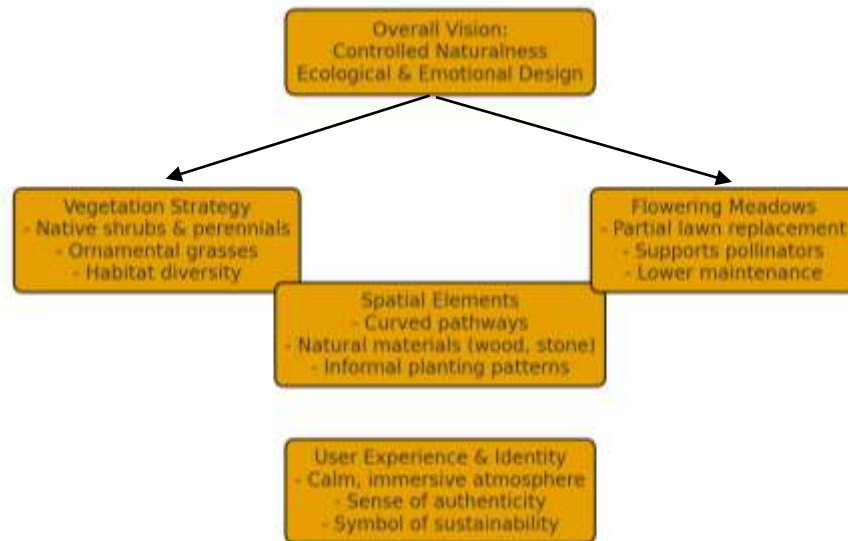 Overall Vision:
Controlled Naturalness
Ecological & Emotional Design
Vegetation Strategy
- Native shrubs & perennials
- Ornamental grasses
- Habitat diversity
Flowering Meadows
- Partial lawn replacement
- Supports pollinators
- Lower maintenance
Spatial Elements
- Curved pathways
- Natural materials (wood, stone)
- Informal planting patterns
User Experience & Identity
- Calm, immersive atmosphere
- Sense of authenticity
- Symbol of sustainability